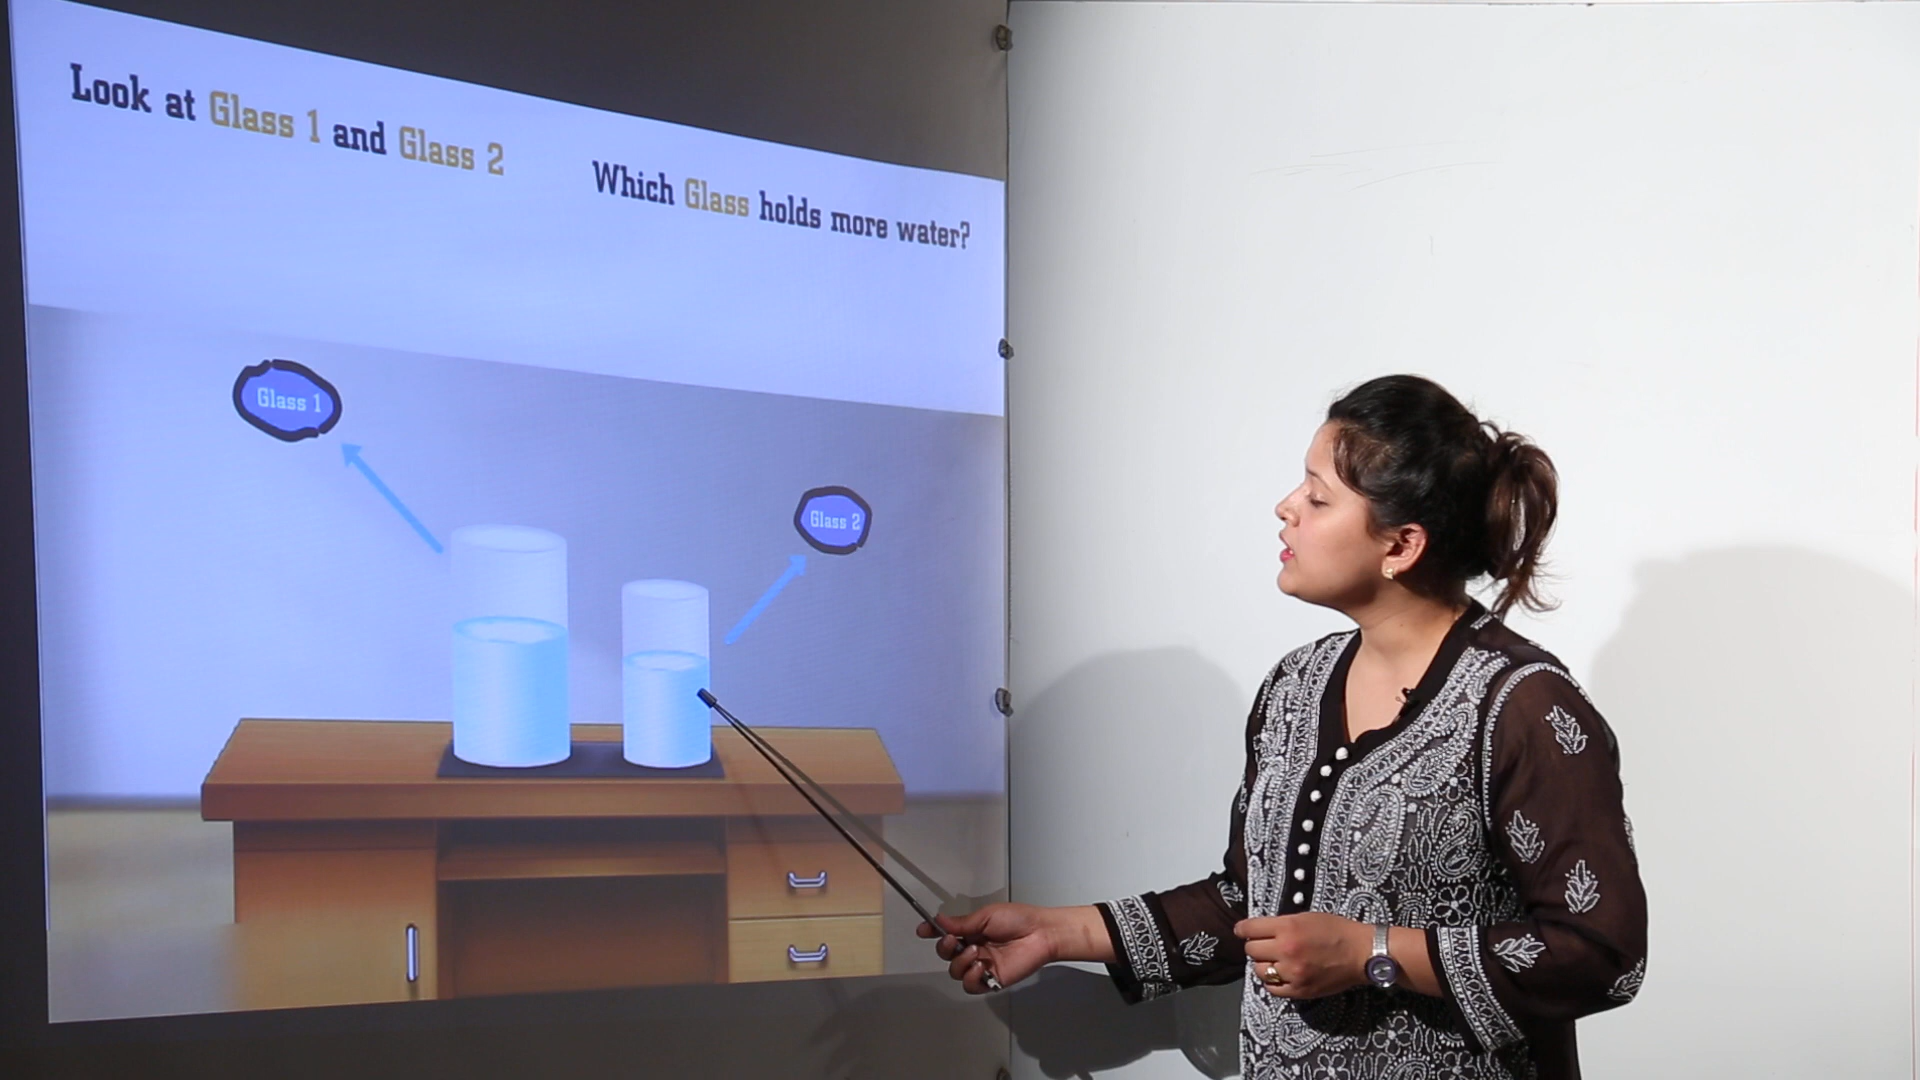 Look at Glass 1 and Glass 2
Which Glass holds more water?
Glass 1
Glass 2